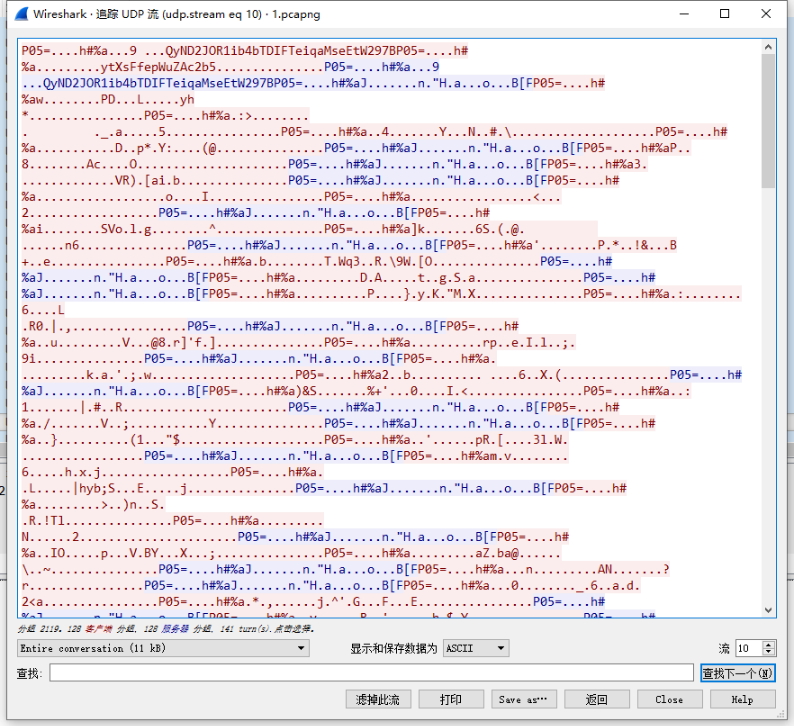 Wireshark · 追踪 UDP 流 (udp.stream eq 10) · 1.pcapng
P05=....h#%a...9 ...QyND2JOR1ib4bTDIFTeiqaMseEtW297BP05=....h#
%a........ytXsFfepWuZAc2b5..............P05=....h#%a...9
...QyND2JOR1ib4bTDIFTeiqaMseEtW297BP05=....h#%aJ.......n."H.a...o...B[FP05=....h#
%aw........PD...L.....yh
*...............P05=....h#%a.:>........
. ........._.a.....5...............P05=....h#%a..4.......Y...N..#.\...................P05=....h#
%a..........D..p*.Y:.....(@..............P05=....h#%aJ.......n."H.a...o...B[FP05=....h#%aP..
8.......Ac....O....................P05=....h#%aJ.......n."H.a...o...B[FP05=....h#%a3.
............VR).[ai.b..............P05=....h#%aJ.......n."H.a...o...B[FP05=....h#
%a.................o....I...............P05=....h#%a................<...
2................P05=....h#%aJ.......n."H.a...o...B[FP05=....h#
%ai........SVo.l.g........^..............P05=....h#%a]k.......6S.(.@.
......n6..............P05=....h#%aJ.......n."H.a...o...B[FP05=....h#%a'........P.*..!&...B
+..e...............P05=....h#%a.b........T.Wq3..R.\9W.[O..............P05=....h#
%aJ.......n."H.a...o...B[FP05=....h#%a.........D.A.....t..g.S.a..............P05=....h#
%aJ.......n."H.a...o...B[FP05=....h#%a..........P....}.y.K."M.X..............P05=....h#%a.:........
6....L
.R0.|.,...............P05=....h#%aJ.......n."H.a...o...B[FP05=....h#
%a..u........V...@8.r]'f.]..............P05=....h#%a..........rp..e.I.l..;.
9i...............P05=....h#%aJ.......n."H.a...o...B[FP05=....h#%a.
.........k.a.'.;.w...............P05=....h#%a2..b..............6..X.(..............P05=....h#
%aJ.......n."H.a...o...B[FP05=....h#%a)&S.......%+'...0....I.<...............P05=....h#%a..:
1.......|.#..R......................P05=....h#%aJ.......n."H.a...o...B[FP05=....h#
%a./.......V..;...........Y..............P05=....h#%aJ.......n."H.a...o...B[FP05=....h#
%a..}..........(1..."$...................P05=....h#%a..'......pR.[....3l.W.
................P05=....h#%aJ.......n."H.a...o...B[FP05=....h#%am.v........
6.....h.x.j.................P05=....h#%a.
.L.....|hyb;S...E.....j..............P05=....h#%aJ.......n."H.a...o...B[FP05=....h#
%a.........>..)n..S.
.R.!Tl..............P05=....h#%a.........
N......2.....................P05=....h#%aJ.......n."H.a...o...B[FP05=....h#
%a..IO.....p...V.BY...X...;..............P05=....h#%a........aZ.ba@......
\..~..............P05=....h#%aJ.......n."H.a...o...B[FP05=....h#%a...n........AN.......?
r...............P05=....h#%aJ.......n."H.a...o...B[FP05=....h#%a...0........._.6..a.d.
2<a...............P05=....h#%a.*.,......j.^'.G....F...E...............P05=....h#
分组 2119。128 客户端 分组, 128 服务器 分组, 141 turn(s).点击选择。
Entire conversation (11 kB) 显示和保存数据为 ASCII 流 10
查找: 查找下一个(N)
滤掉此流 打印 Save as… 返回 Close Help